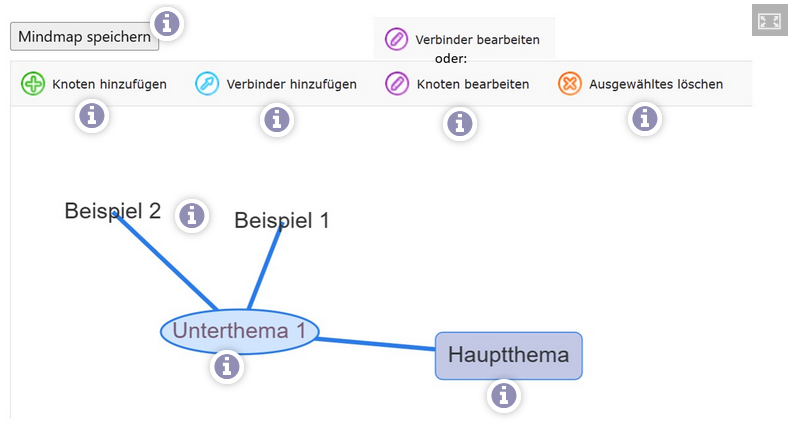 Mindmap speichern
Verbinder bearbeiten
oder:
Knoten hinzufügen
Verbinder hinzufügen
Knoten bearbeiten
Ausgewähltes löschen
Beispiel 2
Beispiel 1
Unterthema 1
Hauptthema